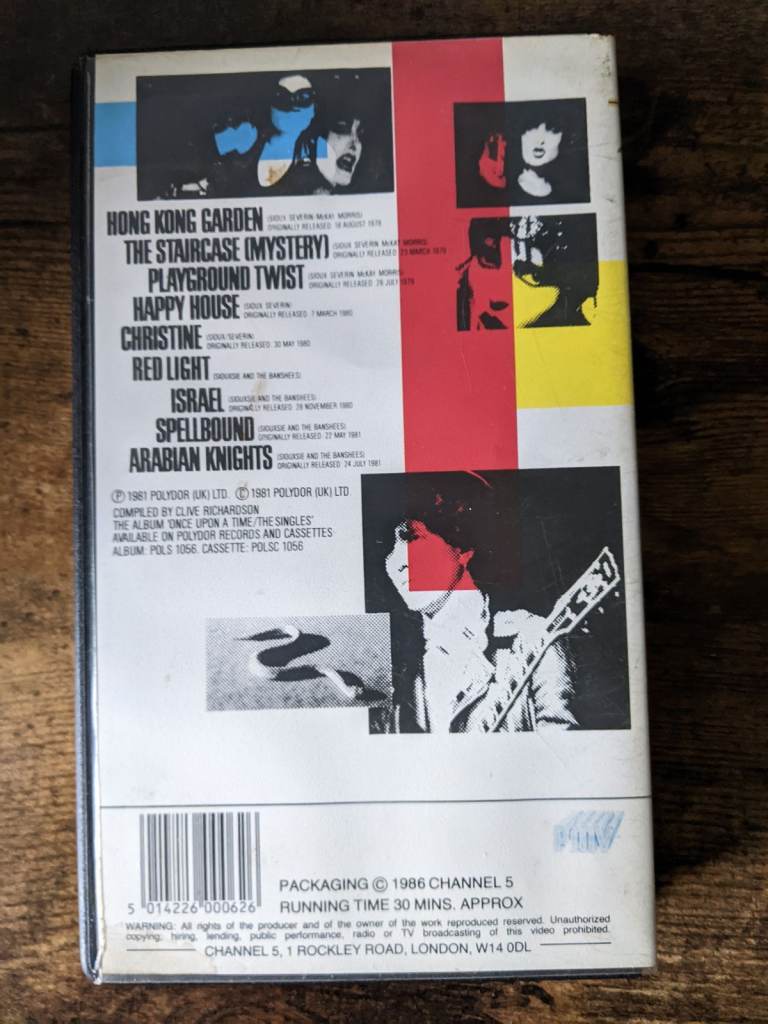 HONG KONG GARDEN (SIOUX SEVERIN McKAY MORRIS)
ORIGINALLY RELEASED: 18 AUGUST 1978
THE STAIRCASE (MYSTERY) (SIOUX SEVERIN McKAY MORRIS)
ORIGINALLY RELEASED: 23 MARCH 1979
PLAYGROUND TWIST (SIOUX SEVERIN McKAY MORRIS)
ORIGINALLY RELEASED: 28 JULY 1979
HAPPY HOUSE (SIOUX SEVERIN)
ORIGINALLY RELEASED: 7 MARCH 1980
CHRISTINE (SIOUX/SEVERIN)
ORIGINALLY RELEASED: 30 MAY 1980
RED LIGHT (SIOUXSIE AND THE BANSHEES)
ISRAEL (SIOUXSIE AND THE BANSHEES)
ORIGINALLY RELEASED: 28 NOVEMBER 1980
SPELLBOUND (SIOUXSIE AND THE BANSHEES)
ORIGINALLY RELEASED: 22 MAY 1981
ARABIAN KNIGHTS (SIOUXSIE AND THE BANSHEES)
ORIGINALLY RELEASED: 24 JULY 1981
Ⓟ 1981 POLYDOR (UK) LTD. © 1981 POLYDOR (UK) LTD.
COMPILED BY CLIVE RICHARDSON
THE ALBUM 'ONCE UPON A TIME/THE SINGLES'
AVAILABLE ON POLYDOR RECORDS AND CASSETTES
ALBUM: POLS 1056. CASSETTE: POLSC 1056
5 014226 000626
PACKAGING © 1986 CHANNEL 5
RUNNING TIME 30 MINS. APPROX
WARNING: All rights of the producer and of the owner of the work reproduced reserved. Unauthorized
copying, hiring, lending, public performance, radio or TV broadcasting of this video prohibited.
CHANNEL 5, 1 ROCKLEY ROAD, LONDON, W14 0DL